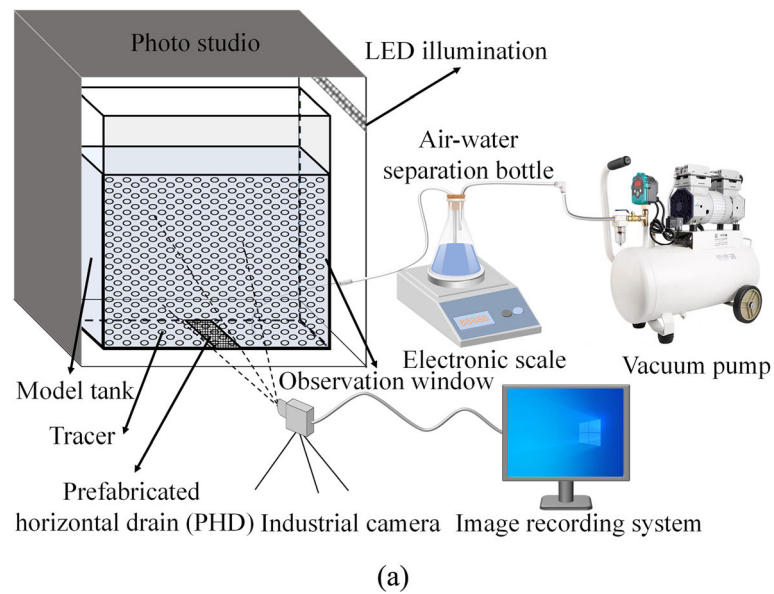 Photo studio
LED illumination
Air-water
separation bottle
Electronic scale
Vacuum pump
Model tank
Observation window
Tracer
Prefabricated
horizontal drain (PHD)
Industrial camera
Image recording system
(a)